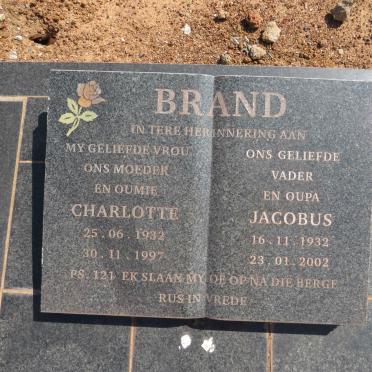 BRAND
IN TERE HERINNERING AAN
MY GELIEFDE VROU
ONS MOEDER
EN OUMIE
CHARLOTTE
25 . 06 . 1932
30 . 11 . 1997
ONS GELIEFDE
VADER
EN OUPA
JACOBUS
16 . 11 . 1932
23 . 01 . 2002
PS. 121 EK SLAAN MY OË OP NA DIE BERGE
RUS IN VREDE